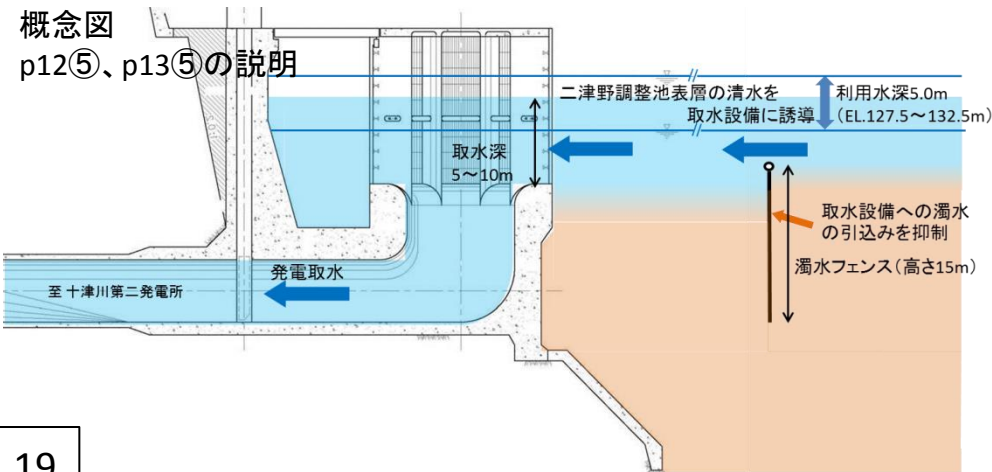 概念図
p12⑤、p13⑤の説明
二津野調整池表層の清水を
取水設備に誘導
利用水深5.0m
(EL.127.5～132.5m)
取水深
5～10m
取水設備への濁水
の引込みを抑制
濁水フェンス(高さ15m)
発電取水
至 十津川第二発電所
19